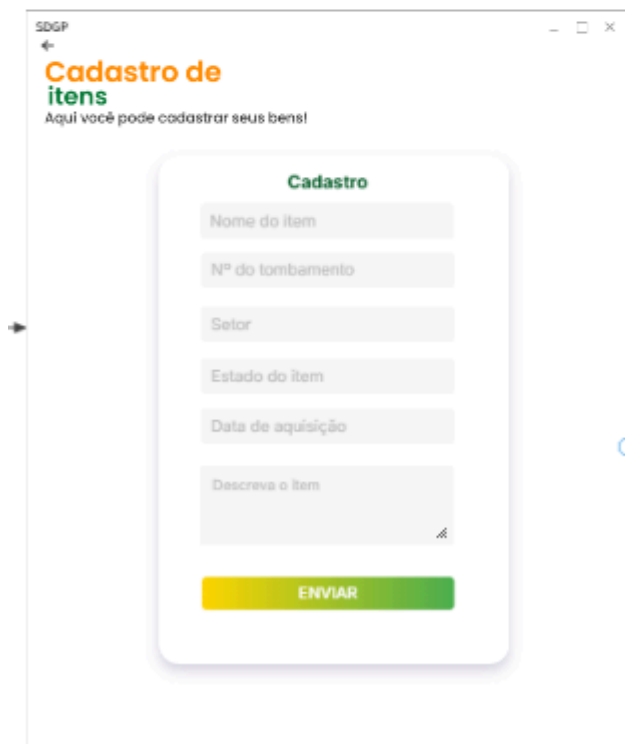 SDGP
Cadastro de
itens
Aqui você pode cadastrar seus bens!
Cadastro
Nome do item
Nº do tombamento
Setor
Estado do item
Data de aquisição
Descreva o item
ENVIAR